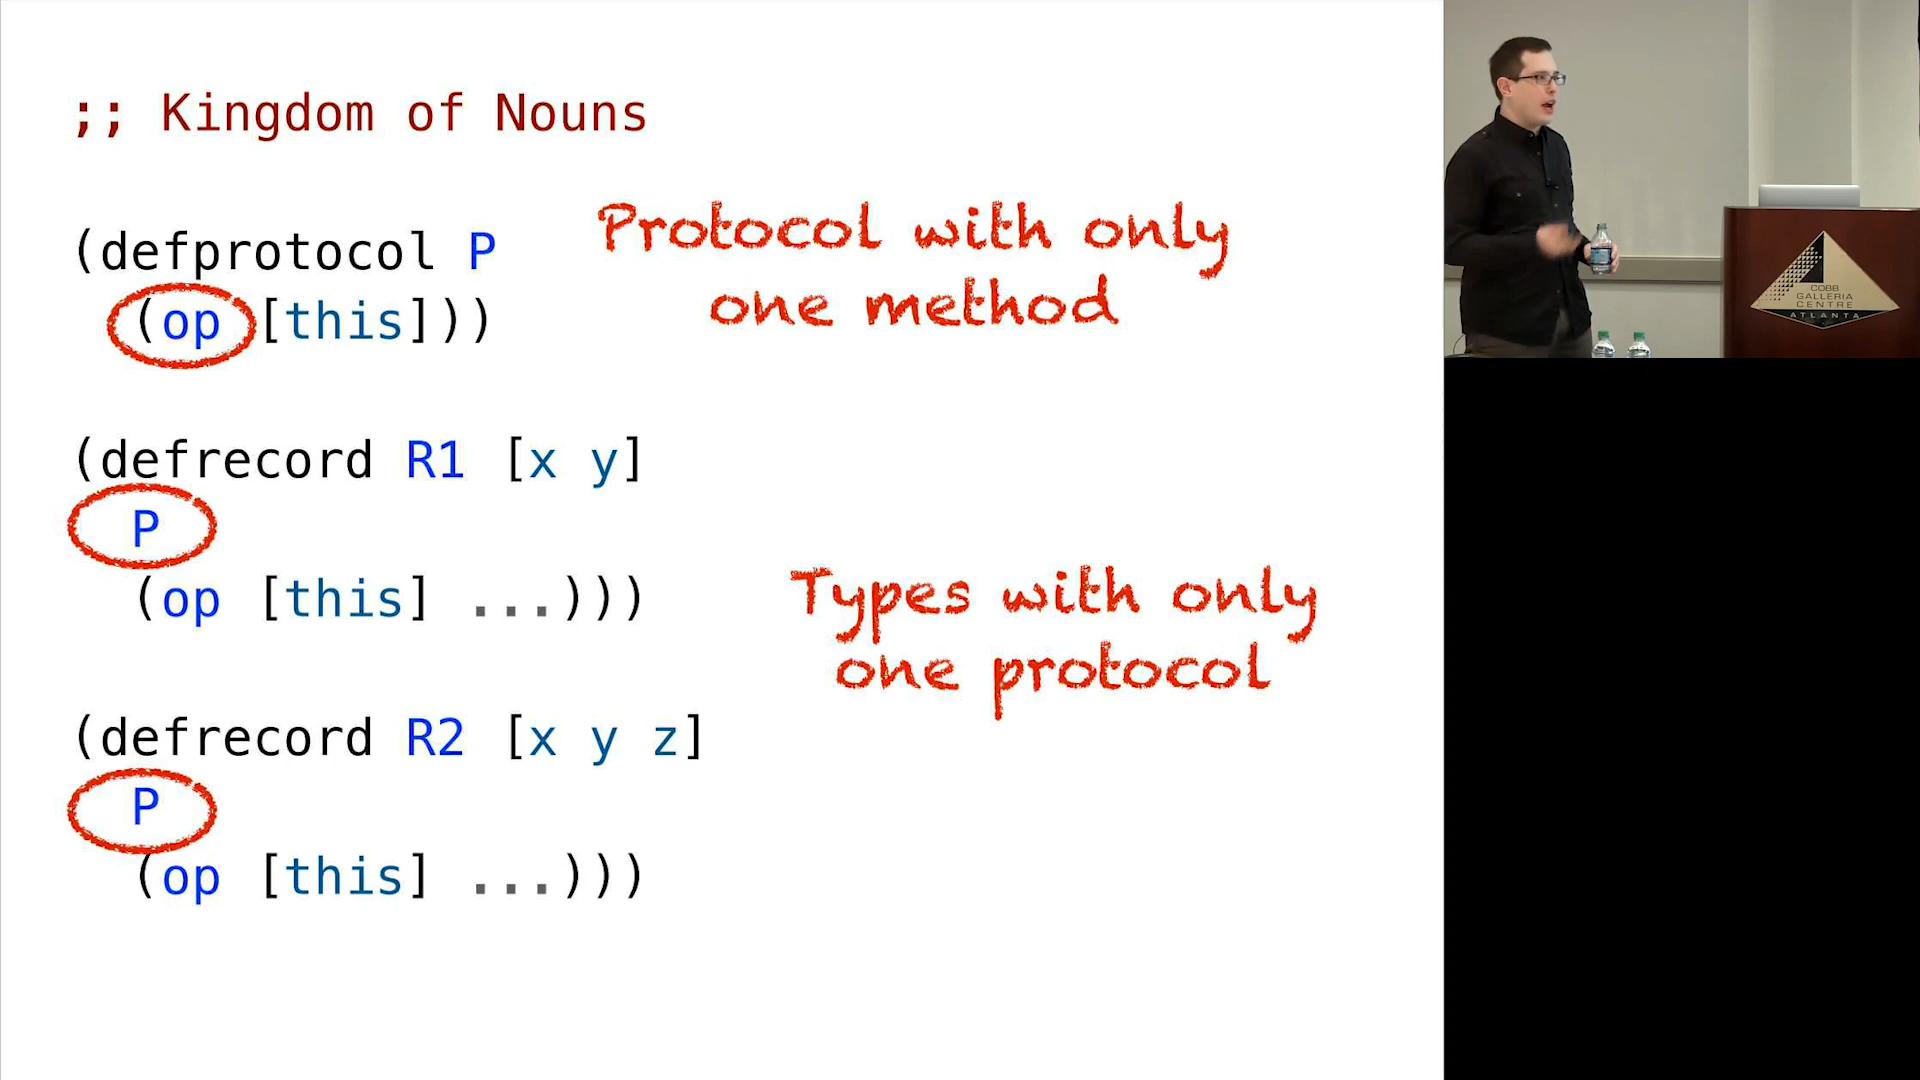 ;; Kingdom of Nouns
(defprotocol P
(op [this]))
Protocol with only
one method
(defrecord R1 [x y]
P
(op [this] ...)))
Types with only
one protocol
(defrecord R2 [x y z]
P
(op [this] ...)))
COBB
GALLERIA
CENTRE
ATLANTA